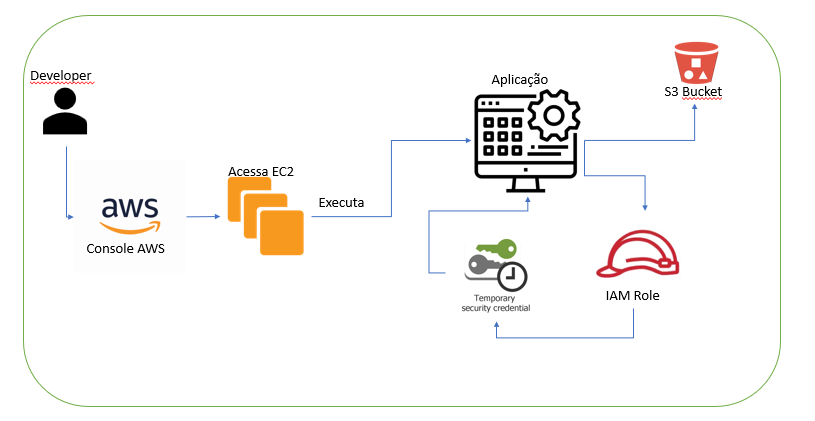 Developer
aws
Console AWS
Acessa EC2
Executa
Aplicação
S3 Bucket
Temporary
security credential
IAM Role